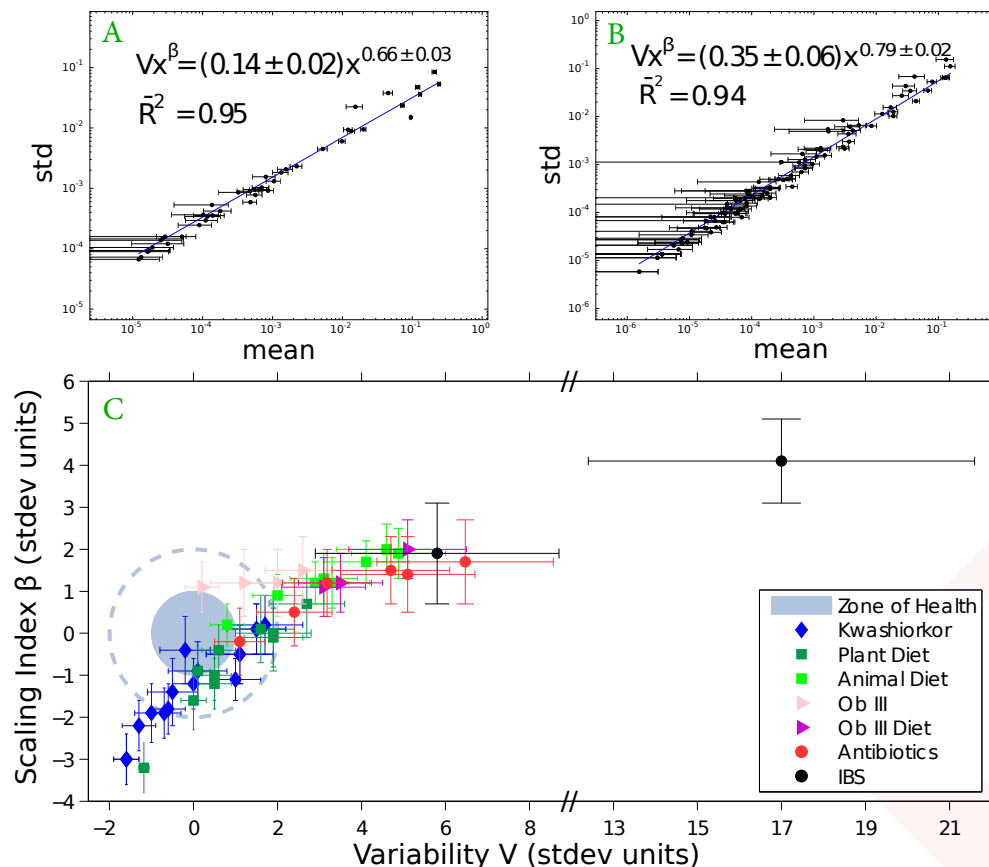 A
Vxᵝ=(0.14±0.02)x^0.66±0.03
R̄²=0.95
std
10⁻¹
10⁻²
10⁻³
10⁻⁴
10⁻⁵
10⁻⁵ 10⁻⁴ 10⁻³ 10⁻² 10⁻¹ 10⁰
mean
B
Vxᵝ=(0.35±0.06)x^0.79±0.02
R̄²=0.94
std
10⁰
10⁻¹
10⁻²
10⁻³
10⁻⁴
10⁻⁵
10⁻⁶
10⁻⁶ 10⁻⁵ 10⁻⁴ 10⁻³ 10⁻² 10⁻¹ 10⁰
mean
C
Scaling Index β (stdev units)
6
5
4
3
2
1
0
−1
−2
−3
−4
Zone of Health
Kwashiorkor
Plant Diet
Animal Diet
Ob III
Ob III Diet
Antibiotics
IBS
−2 0 2 4 6 8 // 13 15 17 19 21
Variability V (stdev units)